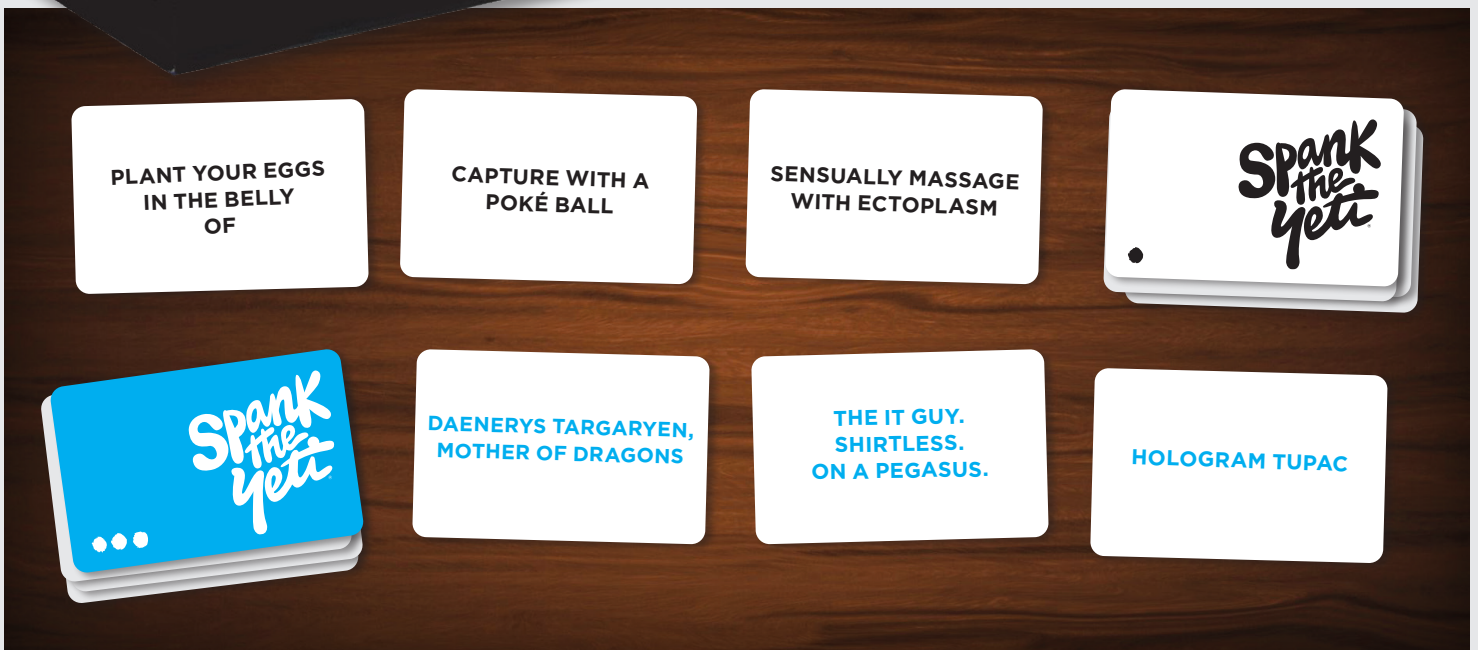 PLANT YOUR EGGS
IN THE BELLY
OF
CAPTURE WITH A
POKÉ BALL
SENSUALLY MASSAGE
WITH ECTOPLASM
Spank
the
Yeti
Spank
the
Yeti
DAENERYS TARGARYEN,
MOTHER OF DRAGONS
THE IT GUY.
SHIRTLESS.
ON A PEGASUS.
HOLOGRAM TUPAC